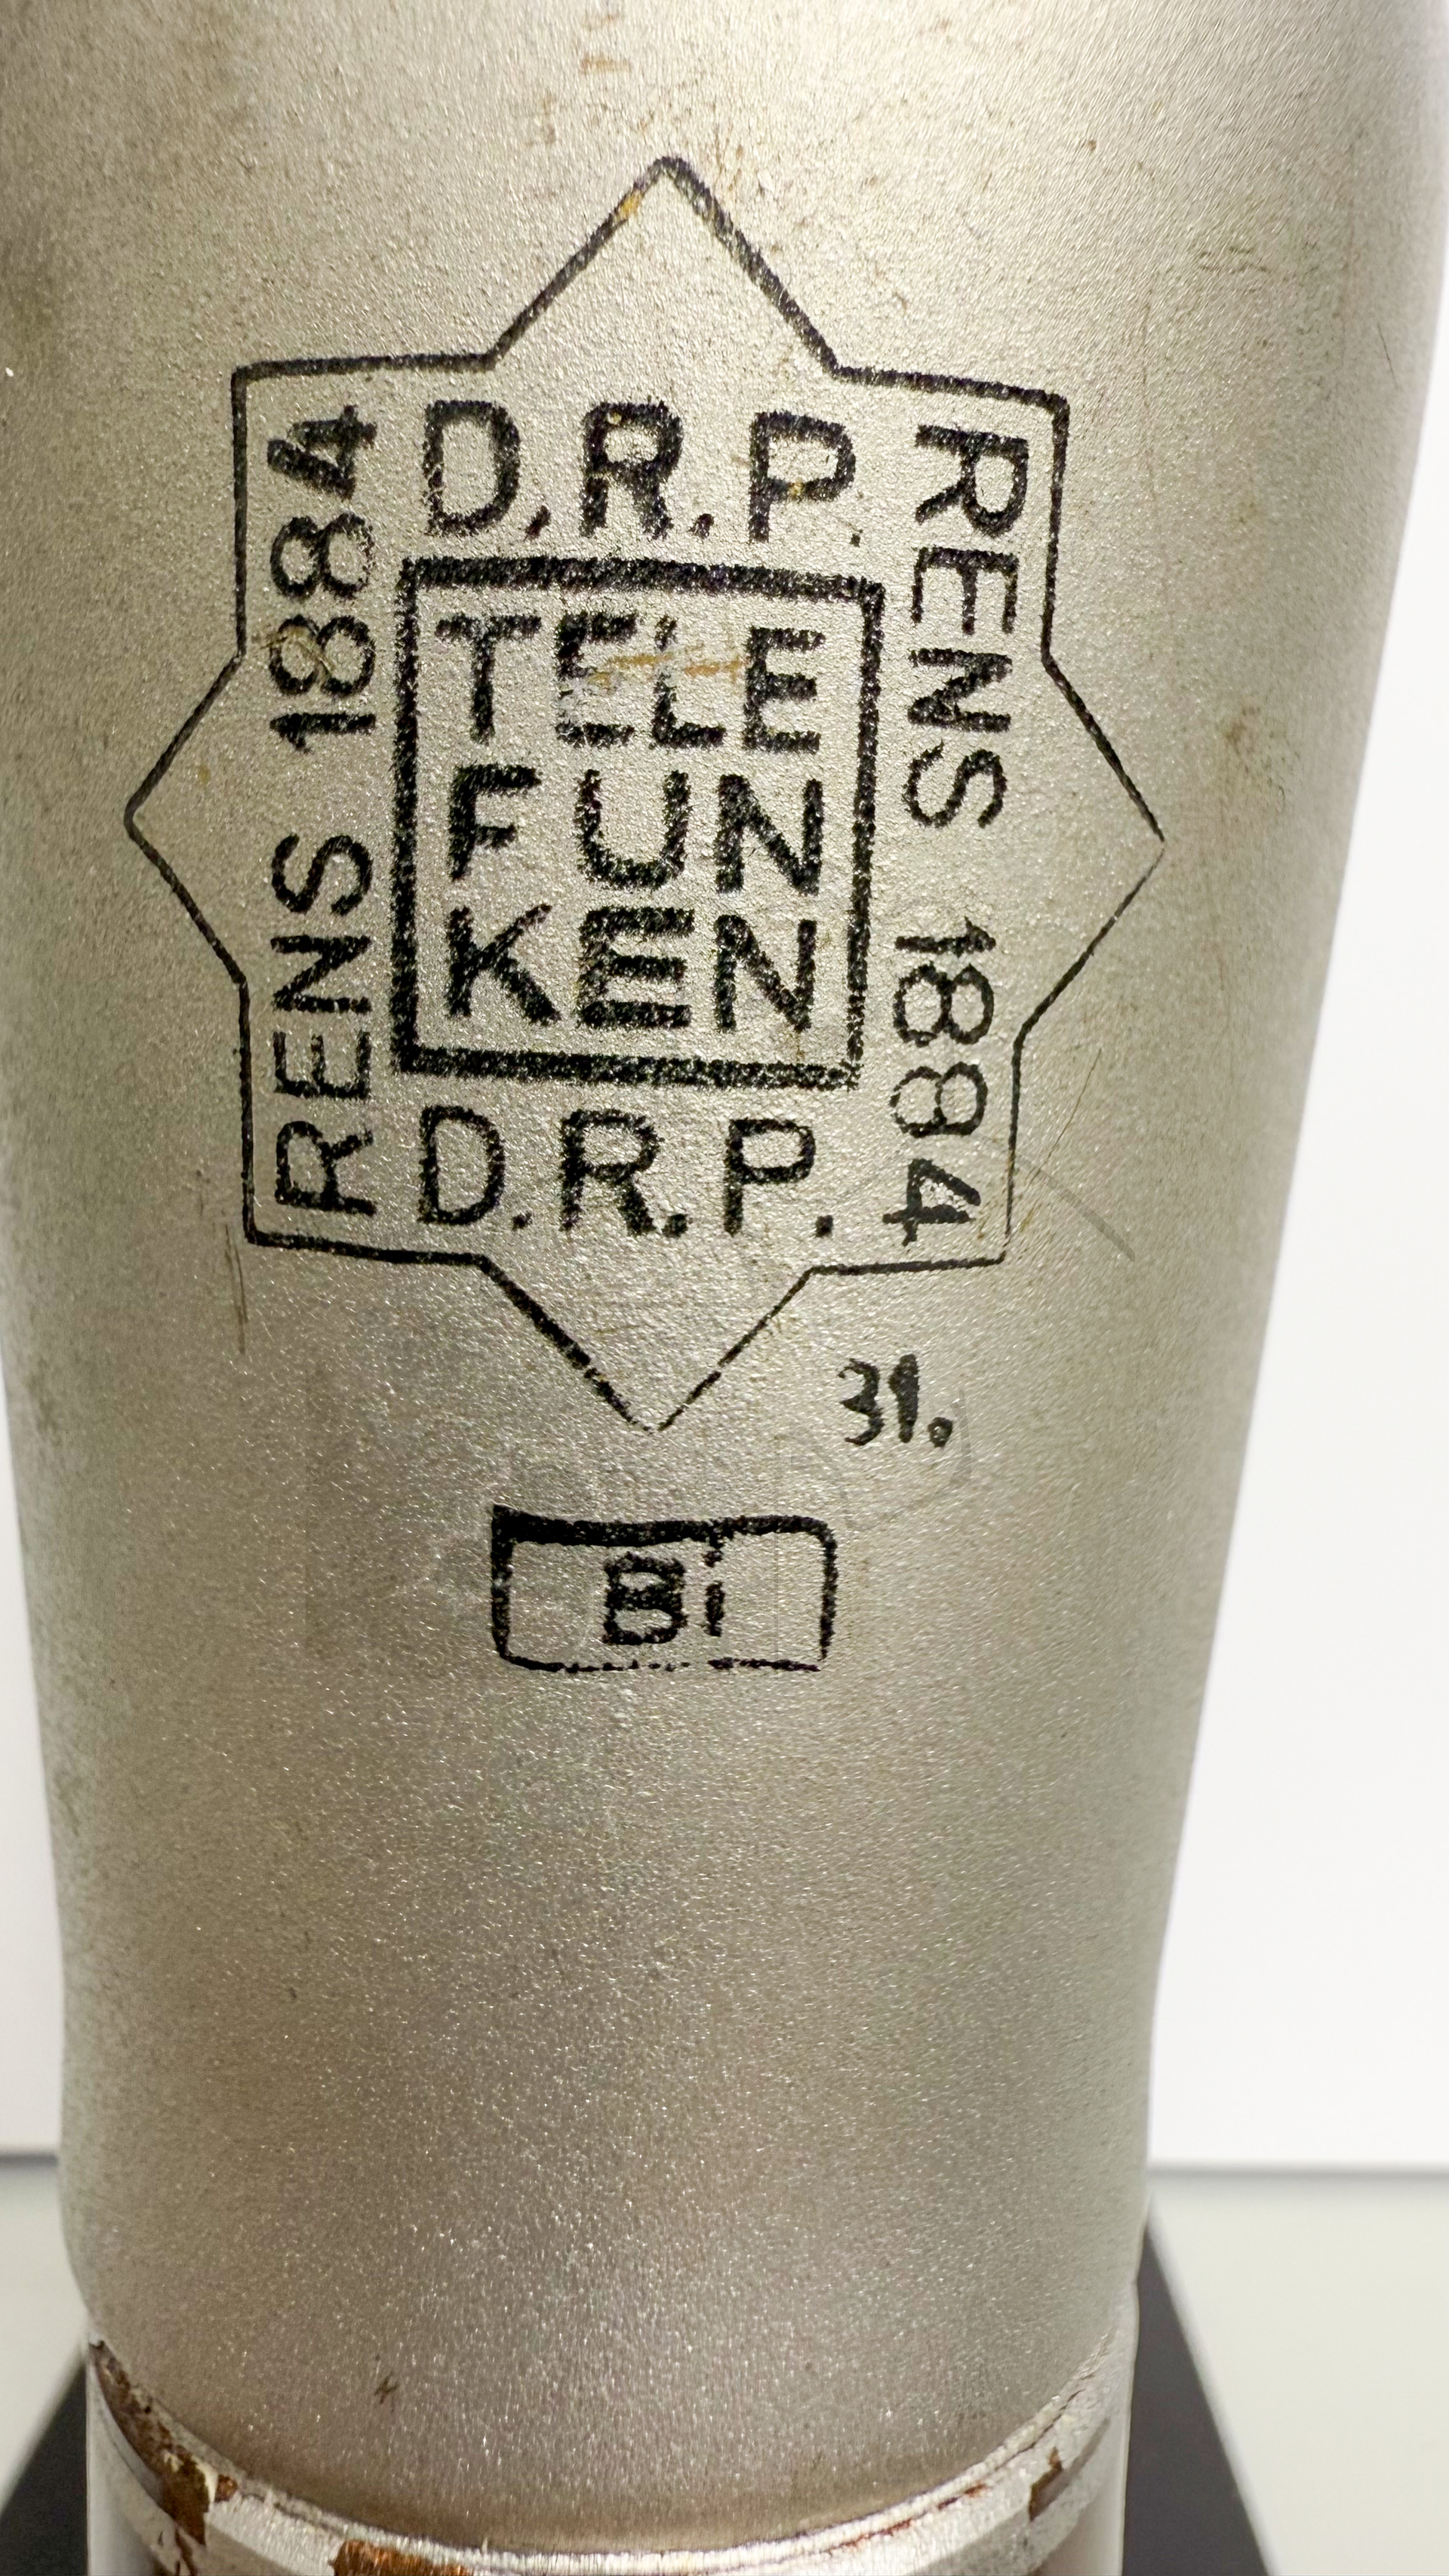 D.R.P.
RENS 1884
TELE
FUN
KEN
RENS 1884
D.R.P.
31.
Bi